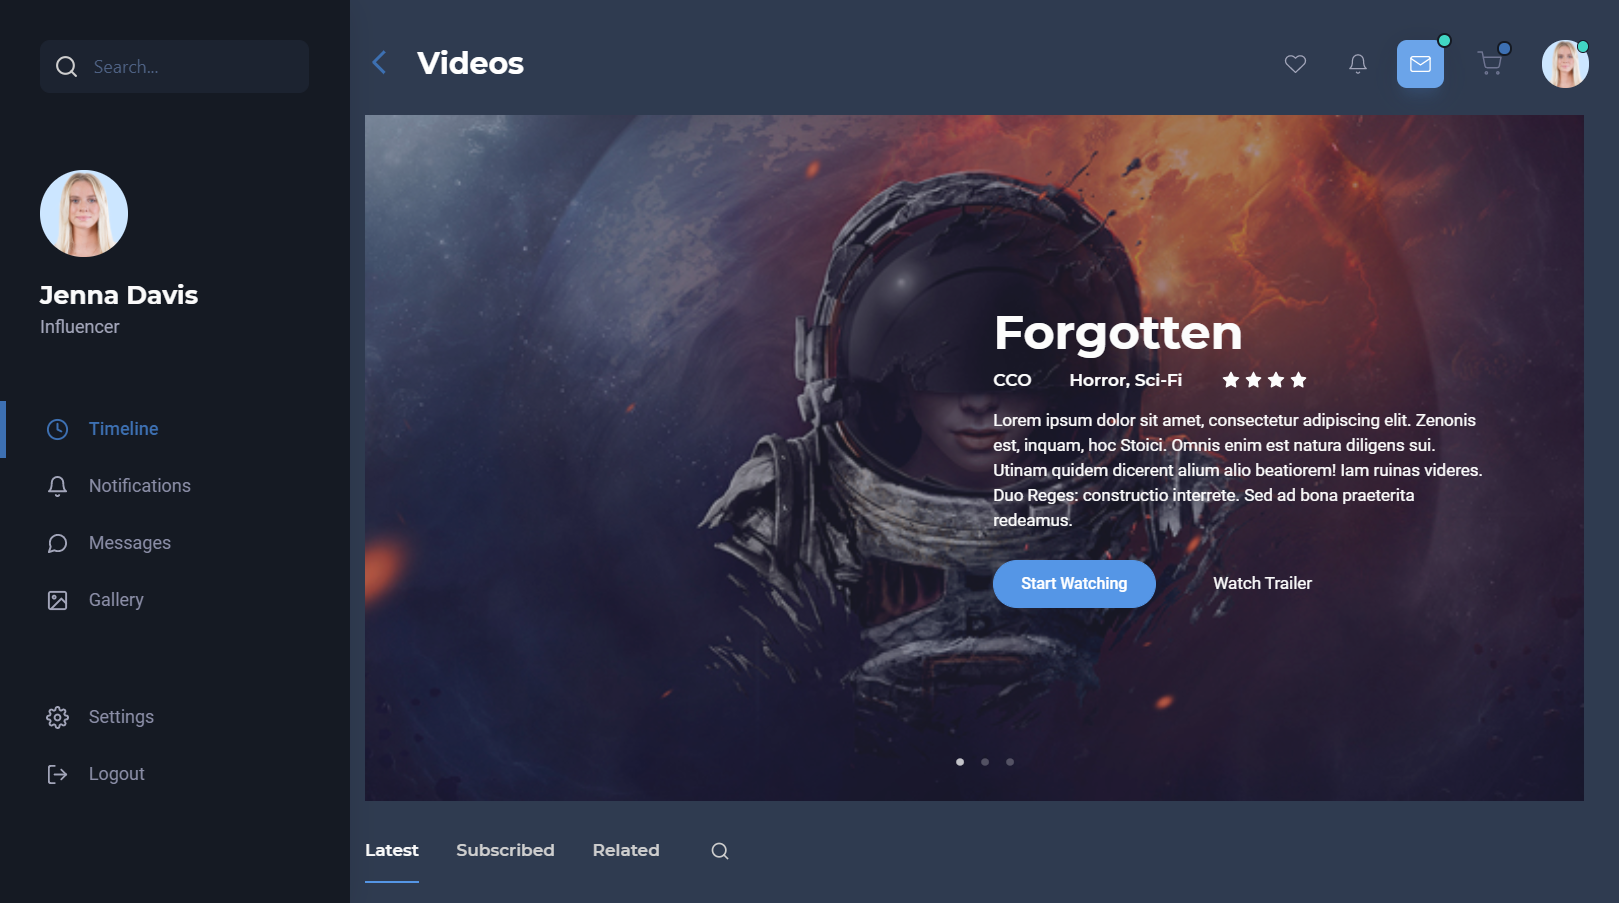 Search...
Jenna Davis
Influencer
Timeline
Notifications
Messages
Gallery
Settings
Logout
Videos
Forgotten
CCO Horror, Sci-Fi
Lorem ipsum dolor sit amet, consectetur adipiscing elit. Zenonis
est, inquam, hoc Stoici. Omnis enim est natura diligens sui.
Utinam quidem dicerent alium alio beatiorem! Iam ruinas videres.
Duo Reges: constructio interrete. Sed ad bona praeterita
redeamus.
Start Watching Watch Trailer
Latest Subscribed Related